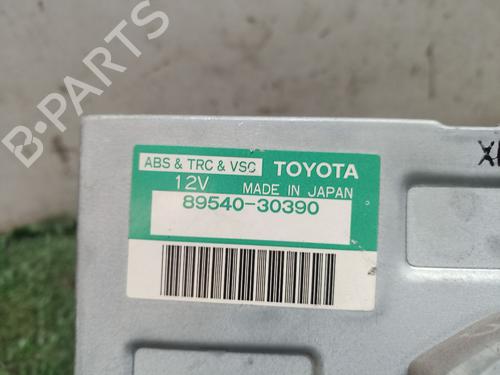 B-PARTS
ABS & TRC & VSC TOYOTA
12V MADE IN JAPAN
89540-30390